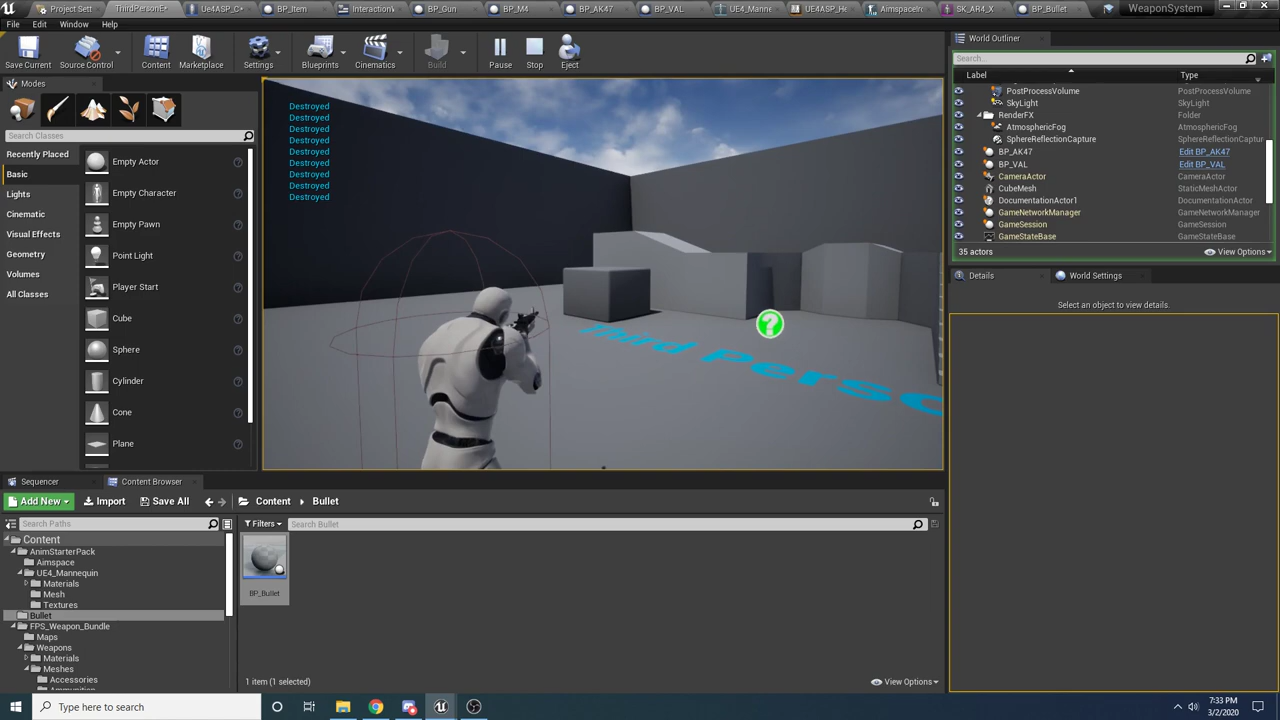 Project Sett
ThirdPersonE*
Ue4ASP_C*
BP_Item
Interaction
BP_Gun
BP_M4
BP_AK47
BP_VAL
UE4_Manne
UE4ASP_He
AimspaceIr
SK_AR4_X
BP_Bullet
WeaponSystem
File Edit Window Help
Save Current
Source Control
Content
Marketplace
Settings
Blueprints
Cinematics
Build
Pause
Stop
Eject
Modes
Search Classes
Recently Placed
Basic
Lights
Cinematic
Visual Effects
Geometry
Volumes
All Classes
Empty Actor
Empty Character
Empty Pawn
Point Light
Player Start
Cube
Sphere
Cylinder
Cone
Plane
Destroyed
Destroyed
Destroyed
Destroyed
Destroyed
Destroyed
Destroyed
Destroyed
Destroyed
Third Perso
World Outliner
Search...
Label Type
PostProcessVolume PostProcessVolume
SkyLight SkyLight
RenderFX Folder
AtmosphericFog AtmosphericFog
SphereReflectionCapture SphereReflectionCaptur
BP_AK47 Edit BP_AK47
BP_VAL Edit BP_VAL
CameraActor CameraActor
CubeMesh StaticMeshActor
DocumentationActor1 DocumentationActor
GameNetworkManager GameNetworkManager
GameSession GameSession
GameStateBase GameStateBase
35 actors View Options
Details World Settings
Select an object to view details.
Sequencer Content Browser
Add New Import Save All Content Bullet
Search Paths
Filters Search Bullet
Content
AnimStarterPack
Aimspace
UE4_Mannequin
Materials
Mesh
Textures
Bullet
FPS_Weapon_Bundle
Maps
Weapons
Materials
Meshes
Accessories
Ammunition
BP_Bullet
1 item (1 selected) View Options
Type here to search
7:33 PM
3/2/2020